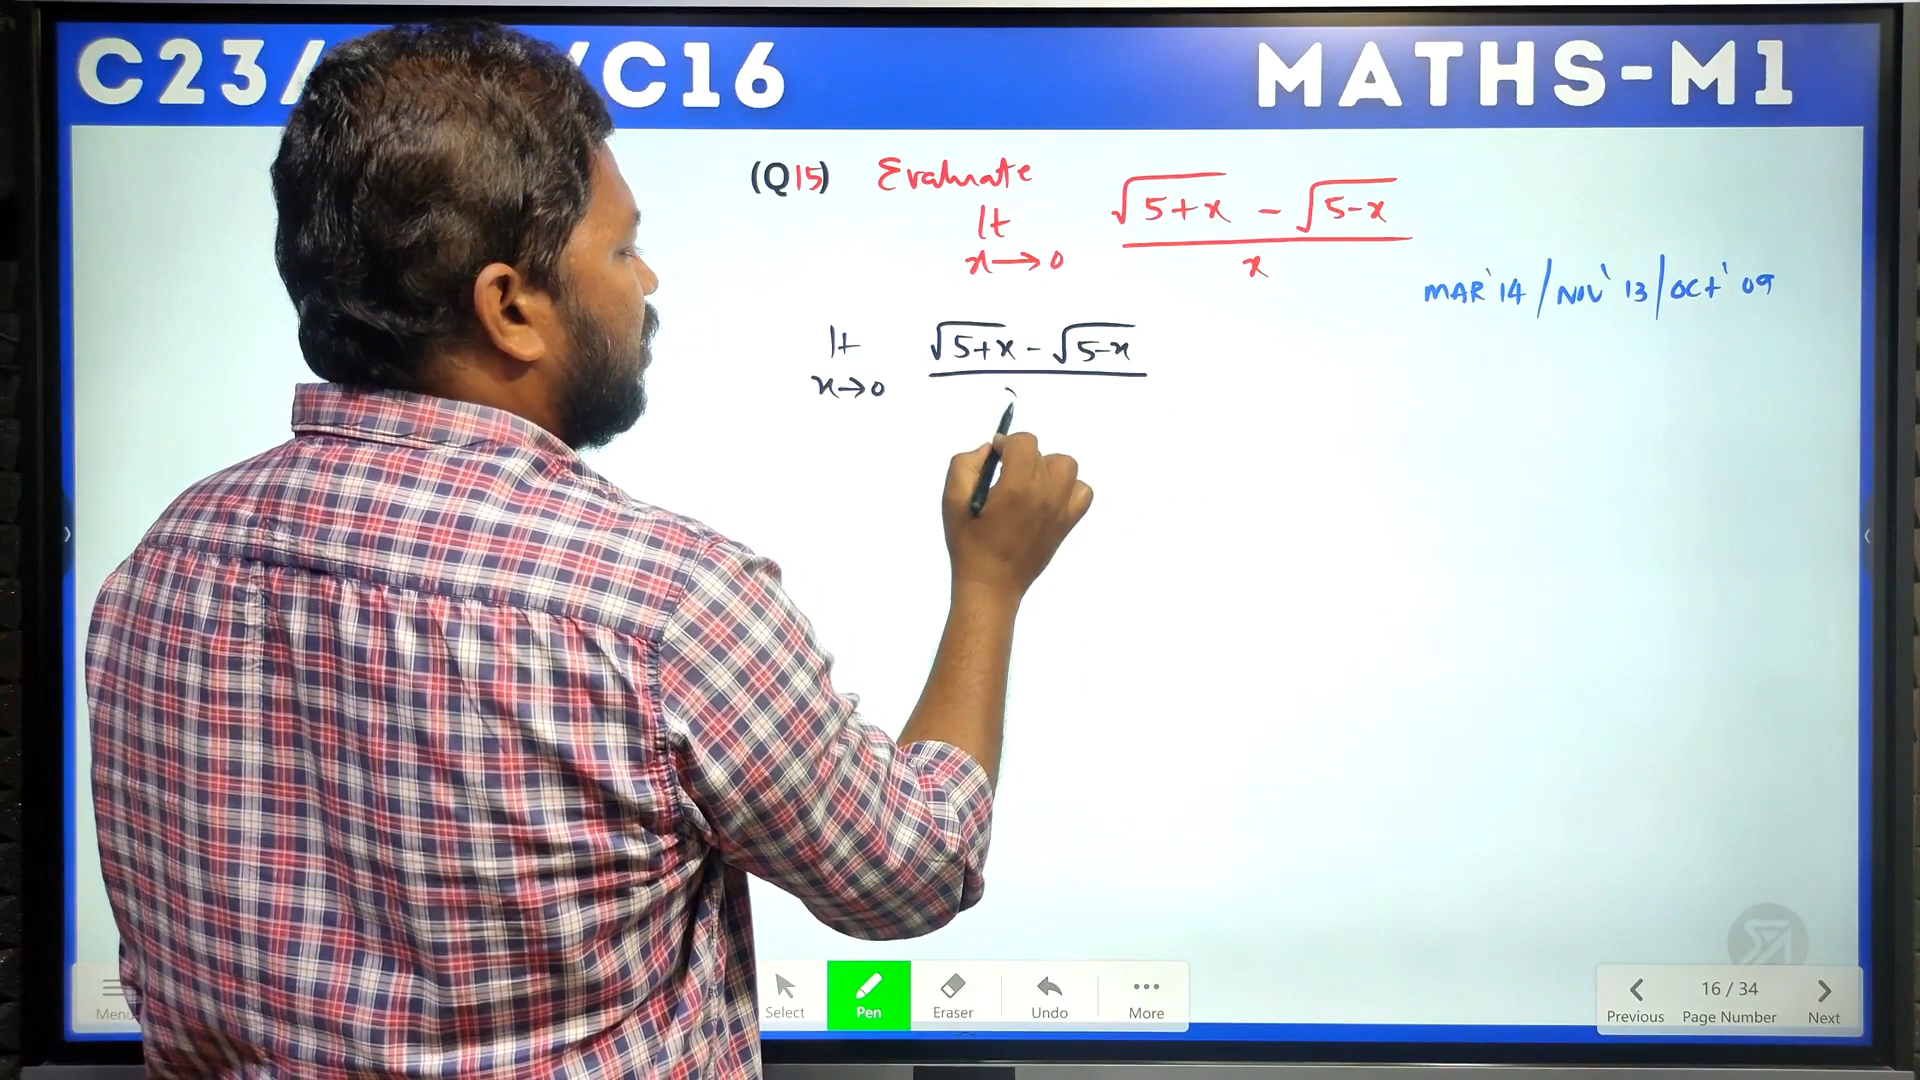 C23/ /C16 MATHS-M1
(Q15) Evaluate
lt x→0 √5+x - √5-x / x
MAR'14 / NOV'13 / OCT'09
lt x→0 √5+x - √5-x
Menu Select Pen Eraser Undo More
16 / 34
Previous Page Number Next